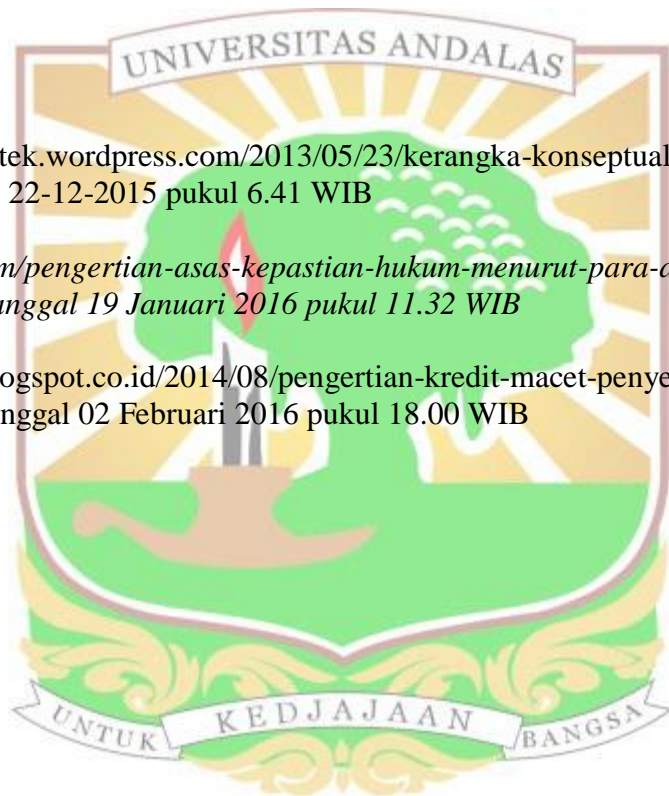 UNIVERSITAS ANDALAS
tek.wordpress.com/2013/05/23/kerangka-konseptual
22-12-2015 pukul 6.41 WIB
m/pengertian-asas-kepastian-hukum-menurut-para-a
nggal 19 Januari 2016 pukul 11.32 WIB
ogspot.co.id/2014/08/pengertian-kredit-macet-penye
nggal 02 Februari 2016 pukul 18.00 WIB
UNTUK KEDJAJAAN BANGSA